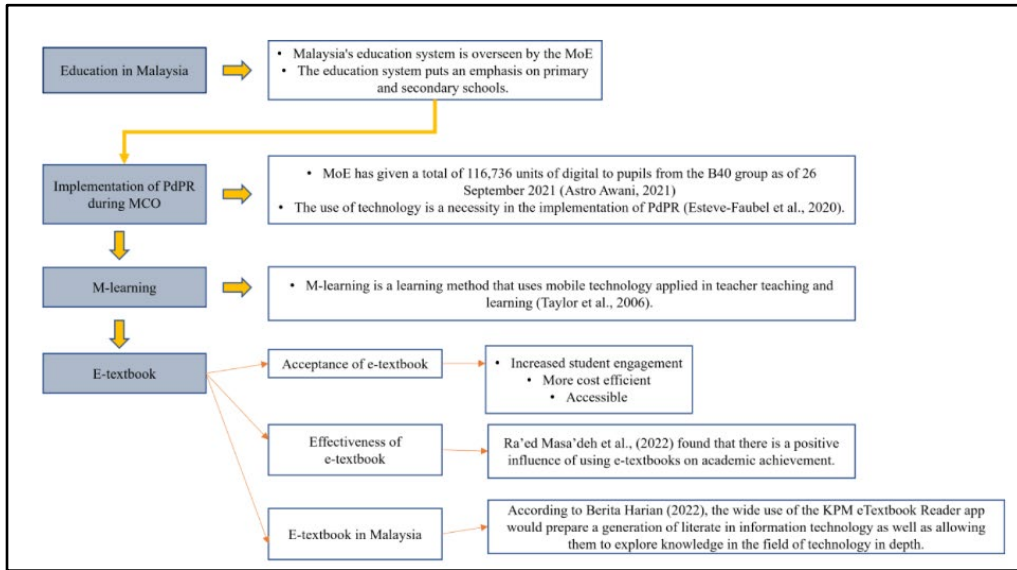 Education in Malaysia
• Malaysia's education system is overseen by the MoE
• The education system puts an emphasis on primary
and secondary schools.
Implementation of PdPR
during MCO
• MoE has given a total of 116,736 units of digital to pupils from the B40 group as of 26
September 2021 (Astro Awani, 2021)
• The use of technology is a necessity in the implementation of PdPR (Esteve-Faubel et al., 2020).
M-learning
• M-learning is a learning method that uses mobile technology applied in teacher teaching and
learning (Taylor et al., 2006).
E-textbook
Acceptance of e-textbook
• Increased student engagement
• More cost efficient
• Accessible
Effectiveness of
e-textbook
Ra’ed Masa’deh et al., (2022) found that there is a positive
influence of using e-textbooks on academic achievement.
E-textbook in Malaysia
According to Berita Harian (2022), the wide use of the KPM eTextbook Reader app
would prepare a generation of literate in information technology as well as allowing
them to explore knowledge in the field of technology in depth.